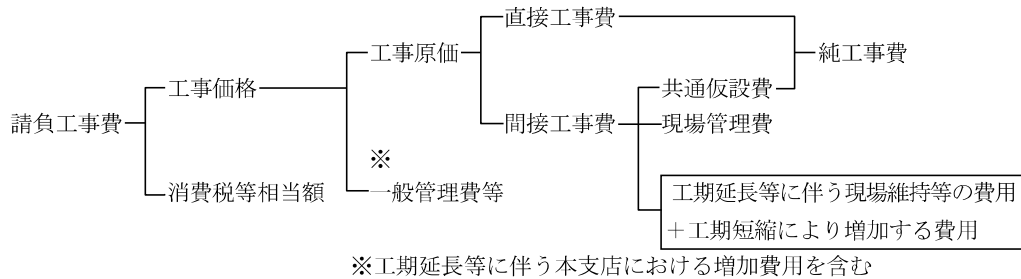 直接工事費
工事原価
純工事費
工事価格
共通仮設費
請負工事費
間接工事費
現場管理費
※
消費税等相当額
一般管理費等
工期延長等に伴う現場維持等の費用
+工期短縮により増加する費用
※工期延長等に伴う本支店における増加費用を含む